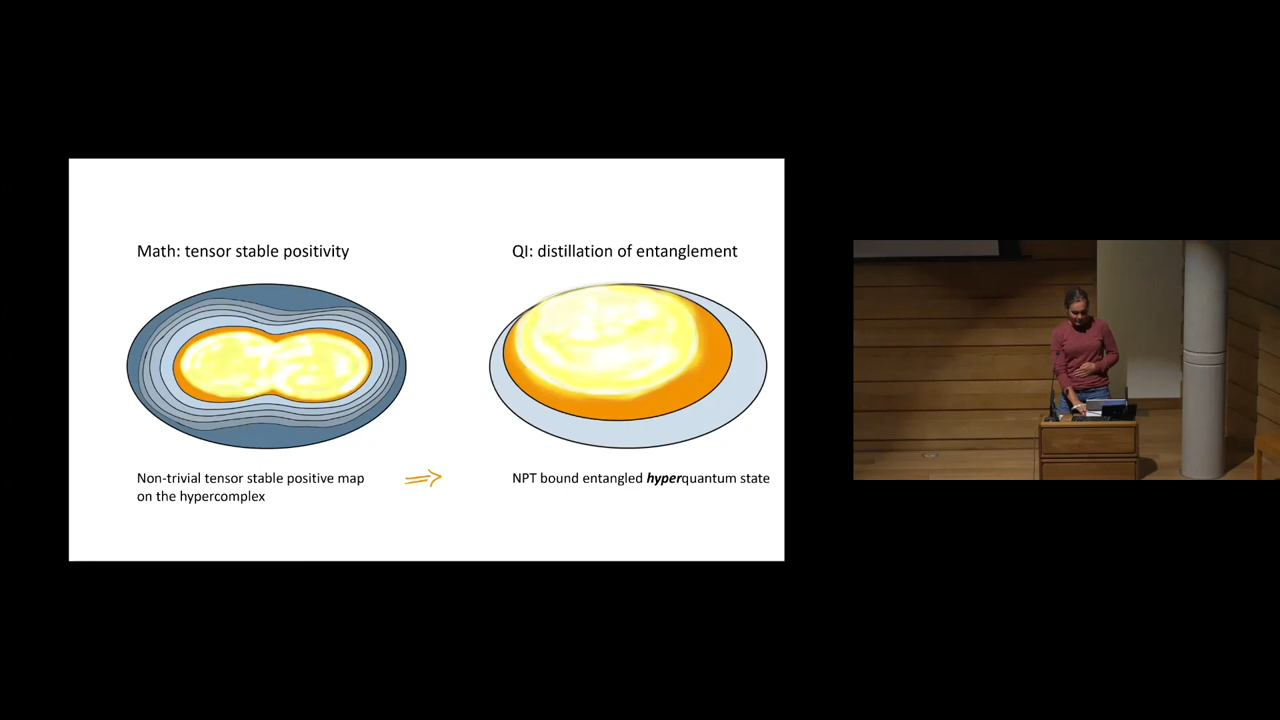 Math: tensor stable positivity
QI: distillation of entanglement
Non-trivial tensor stable positive map
on the hypercomplex
NPT bound entangled hyperquantum state